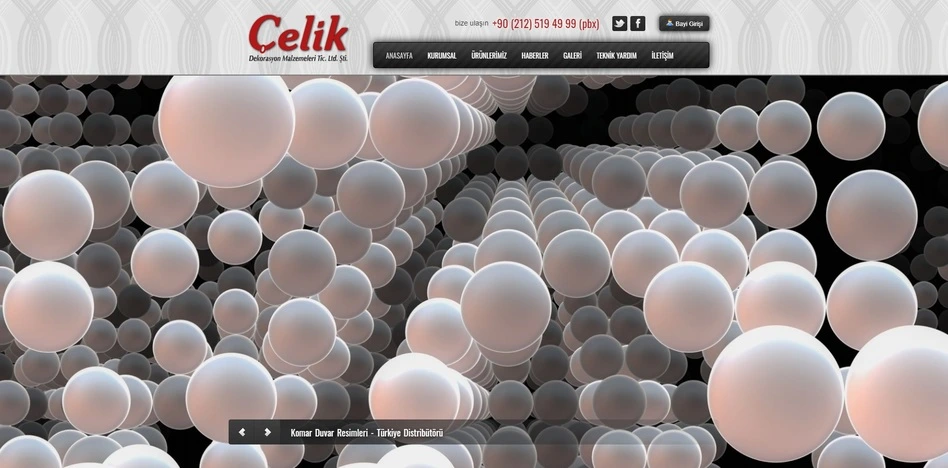 Çelik
Dekorasyon Malzemeleri Tic. Ltd. Şti.
bize ulaşın +90 (212) 519 49 99 (pbx)
Bayi Girişi
ANASAYFA KURUMSAL ÜRÜNLERİMİZ HABERLER GALERİ TEKNİK YARDIM İLETİŞİM
Komar Duvar Resimleri - Türkiye Distribütörü